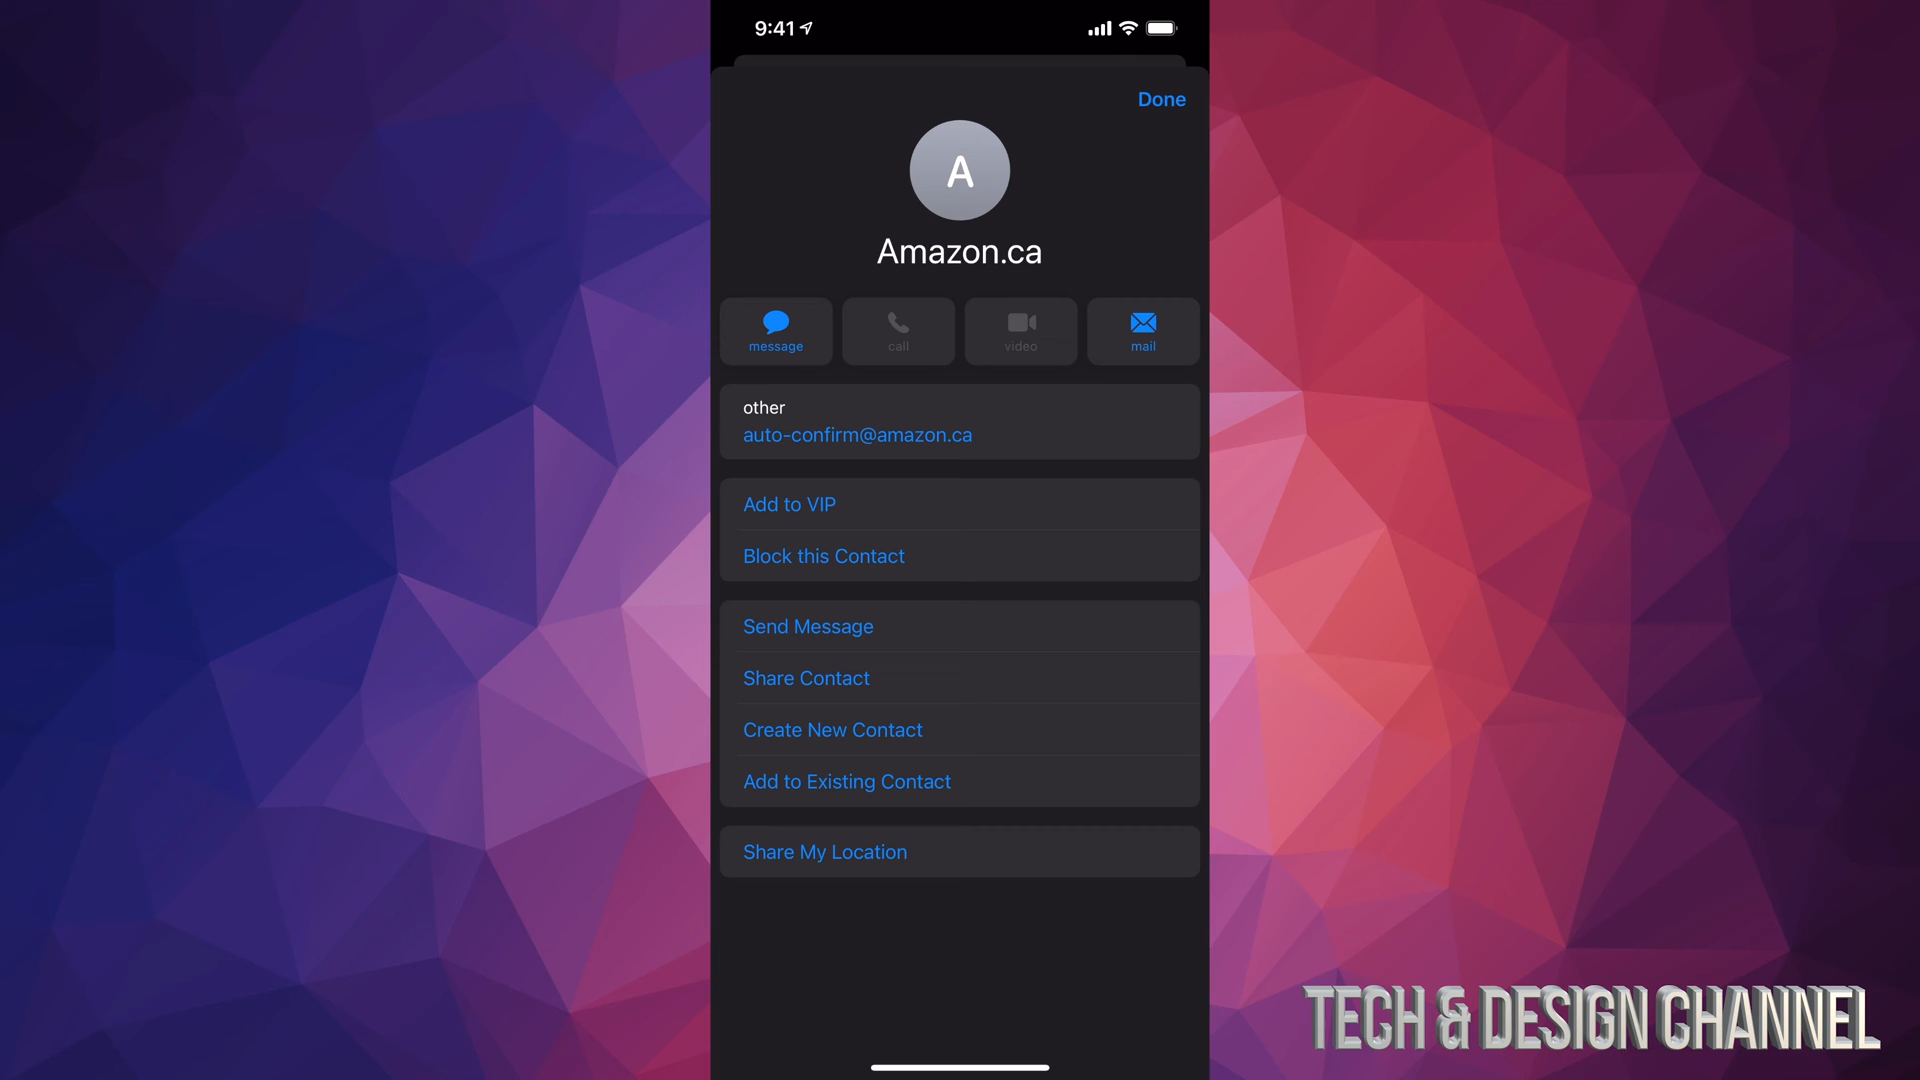 9:41
Done
A
Amazon.ca
message
call
video
mail
other
auto-confirm@amazon.ca
Add to VIP
Block this Contact
Send Message
Share Contact
Create New Contact
Add to Existing Contact
Share My Location
TECH & DESIGN CHANNEL